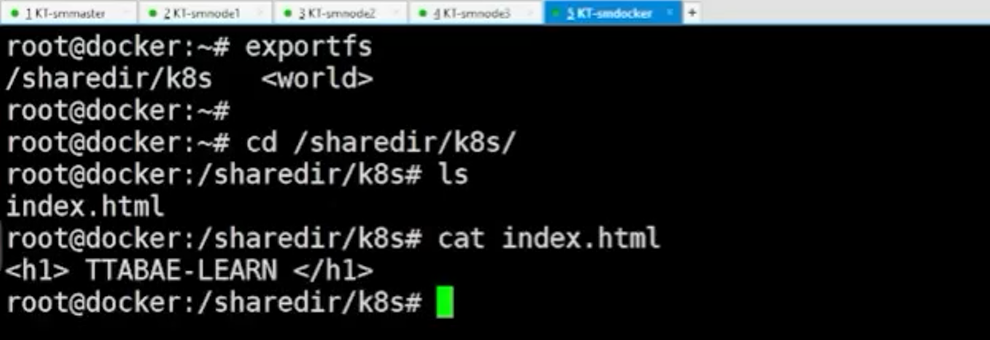 1 KT-smmaster
2 KT-smnode1
3 KT-smnode2
4 KT-smnode3
5 KT-smdocker
+
root@docker:~# exportfs
/sharedir/k8s   <world>
root@docker:~#
root@docker:~# cd /sharedir/k8s/
root@docker:/sharedir/k8s# ls
index.html
root@docker:/sharedir/k8s# cat index.html
<h1> TTABAE-LEARN </h1>
root@docker:/sharedir/k8s#